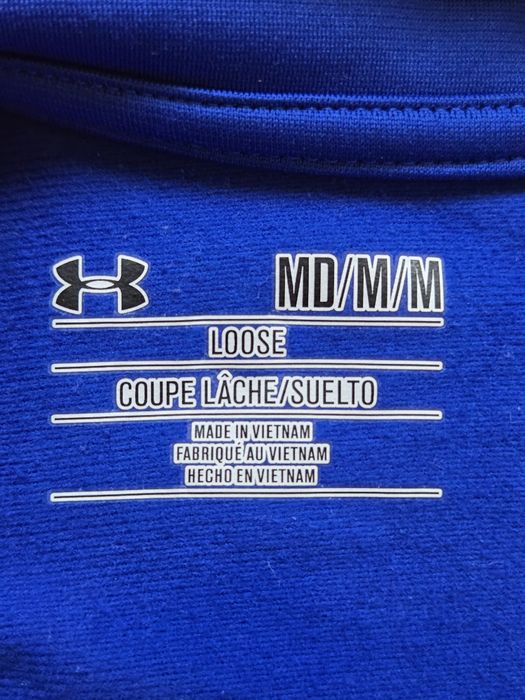 MD/M/M
LOOSE
COUPE LÂCHE/SUELTO
MADE IN VIETNAM
FABRIQUÉ AU VIETNAM
HECHO EN VIETNAM